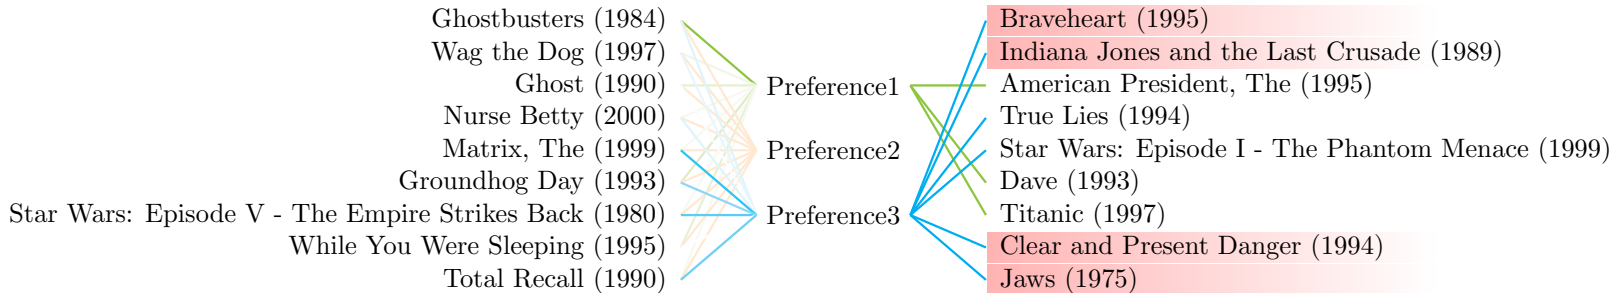 Ghostbusters (1984)
Wag the Dog (1997)
Ghost (1990)
Nurse Betty (2000)
Matrix, The (1999)
Groundhog Day (1993)
Star Wars: Episode V - The Empire Strikes Back (1980)
While You Were Sleeping (1995)
Total Recall (1990)
Preference1
Preference2
Preference3
Braveheart (1995)
Indiana Jones and the Last Crusade (1989)
American President, The (1995)
True Lies (1994)
Star Wars: Episode I - The Phantom Menace (1999)
Dave (1993)
Titanic (1997)
Clear and Present Danger (1994)
Jaws (1975)